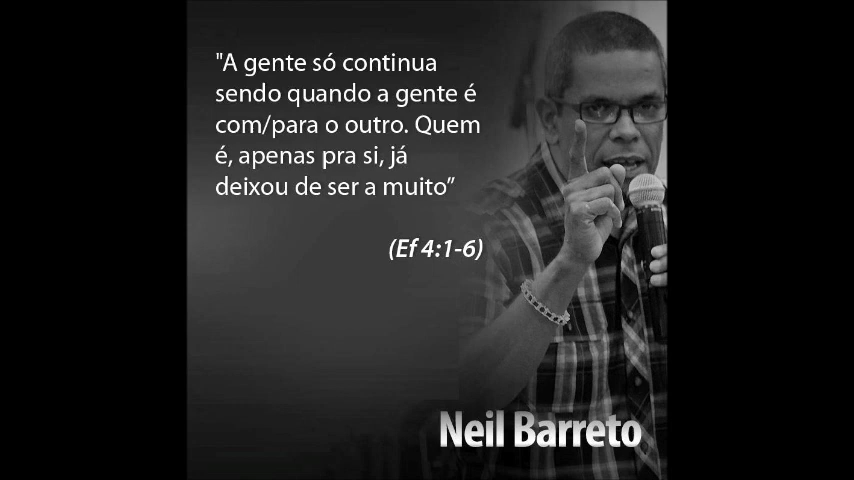 "A gente só continua
sendo quando a gente é
com/para o outro. Quem
é, apenas pra si, já
deixou de ser a muito”
(Ef 4:1-6)
Neil Barreto